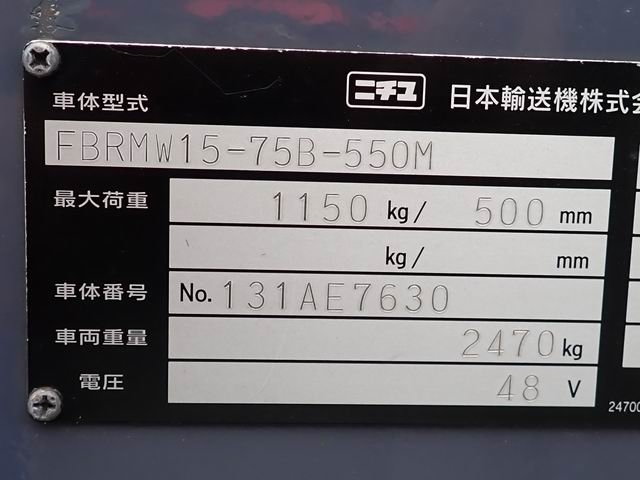 ニチユ 日本輸送機株式会
車体型式
FBRMW15-75B-550M
最大荷重 1150 kg/ 500 mm
kg/ mm
車体番号 No. 131AE7630
車両重量 2470 kg
電圧 48 V
24700